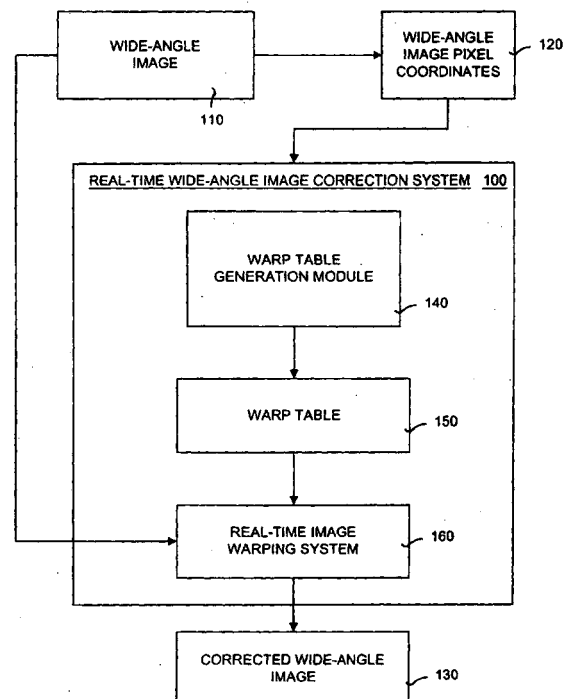 WIDE-ANGLE
IMAGE
110
WIDE-ANGLE
IMAGE PIXEL
COORDINATES
120
REAL-TIME WIDE-ANGLE IMAGE CORRECTION SYSTEM 100
WARP TABLE
GENERATION MODULE
140
WARP TABLE
150
REAL-TIME IMAGE
WARPING SYSTEM
160
CORRECTED WIDE-ANGLE
IMAGE
130